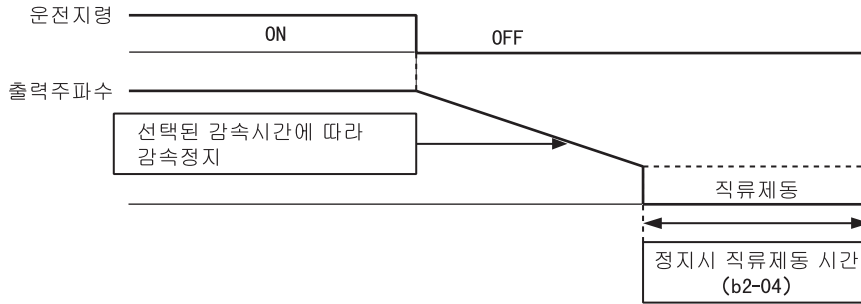 운전지령
ON
OFF
출력주파수
선택된 감속시간에 따라
감속정지
직류제동
정지시 직류제동 시간
(b2-04)